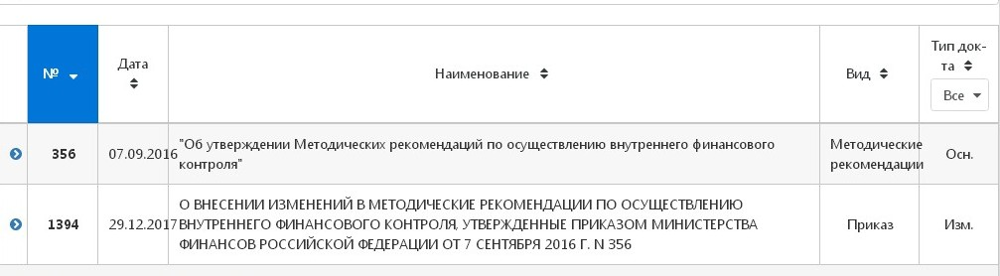 №
Дата
Наименование
Вид
Тип док-
та
Все
356
07.09.2016
"Об утверждении Методических рекомендаций по осуществлению внутреннего финансового
контроля"
Методические
рекомендации
Осн.
1394
29.12.2017
О ВНЕСЕНИИ ИЗМЕНЕНИЙ В МЕТОДИЧЕСКИЕ РЕКОМЕНДАЦИИ ПО ОСУЩЕСТВЛЕНИЮ
ВНУТРЕННЕГО ФИНАНСОВОГО КОНТРОЛЯ, УТВЕРЖДЕННЫЕ ПРИКАЗОМ МИНИСТЕРСТВА
ФИНАНСОВ РОССИЙСКОЙ ФЕДЕРАЦИИ ОТ 7 СЕНТЯБРЯ 2016 Г. N 356
Приказ
Изм.